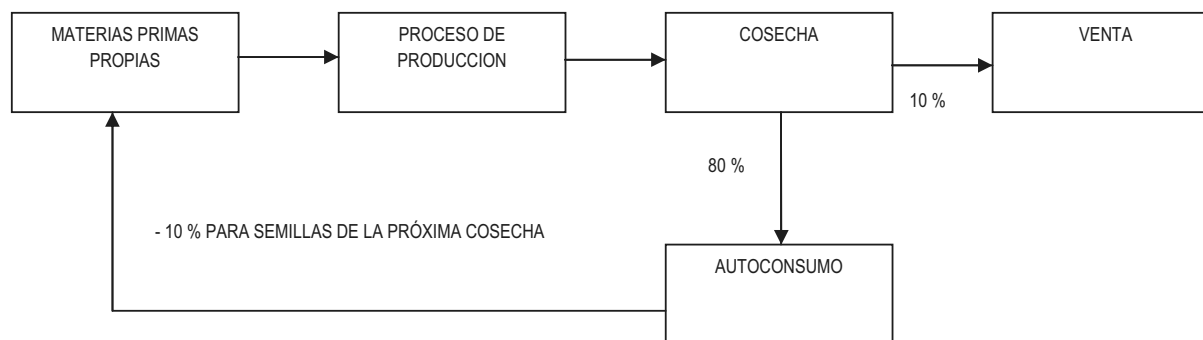 MATERIAS PRIMAS
PROPIAS
PROCESO DE
PRODUCCION
COSECHA
VENTA
10 %
80 %
- 10 % PARA SEMILLAS DE LA PRÓXIMA COSECHA
AUTOCONSUMO